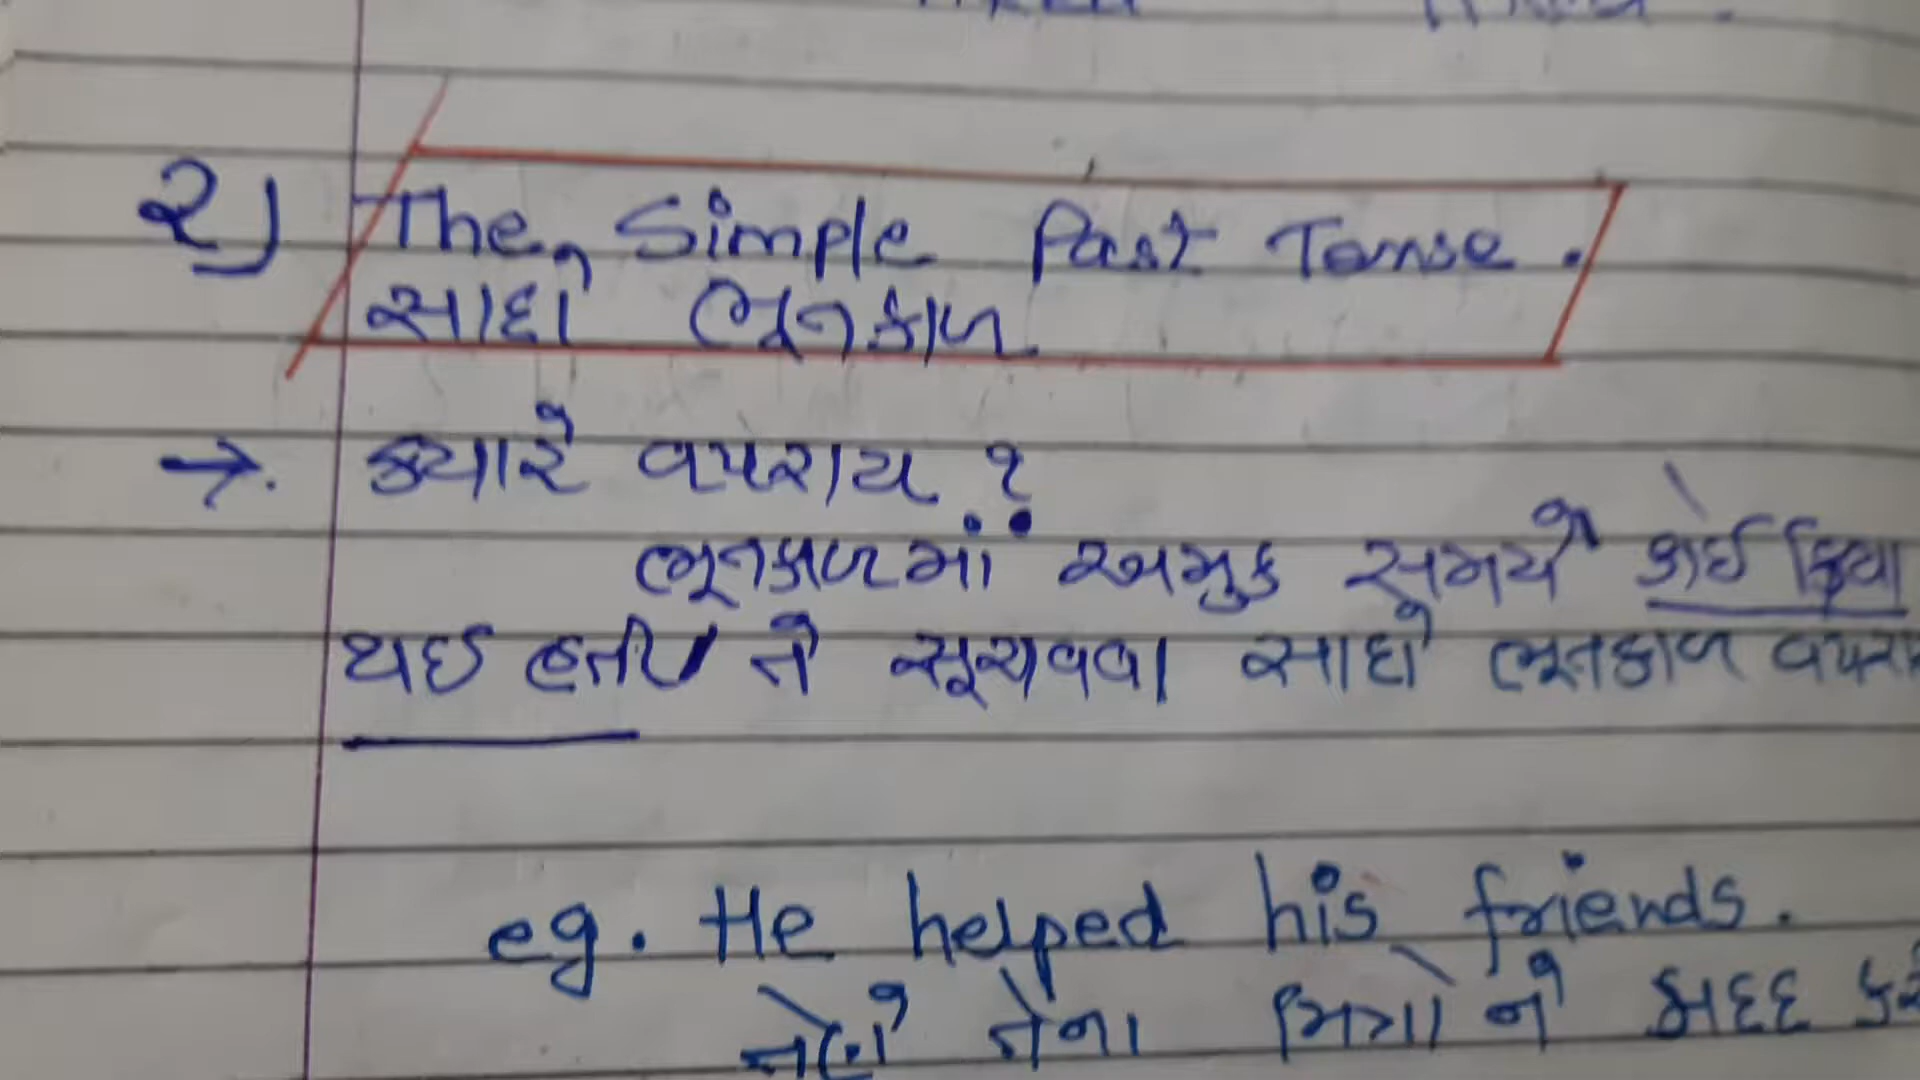 ૨) The Simple Past Tense.
સાદો ભૂતકાળ
→. ક્યારે વપરાય ?
ભૂતકાળમાં અમુક સમયે કોઈ ક્રિયા
થઈ હતી તે સૂચવવા સાદો ભૂતકાળ
eg. He helped his friends.
તેણે તેના મિત્રોને મદદ